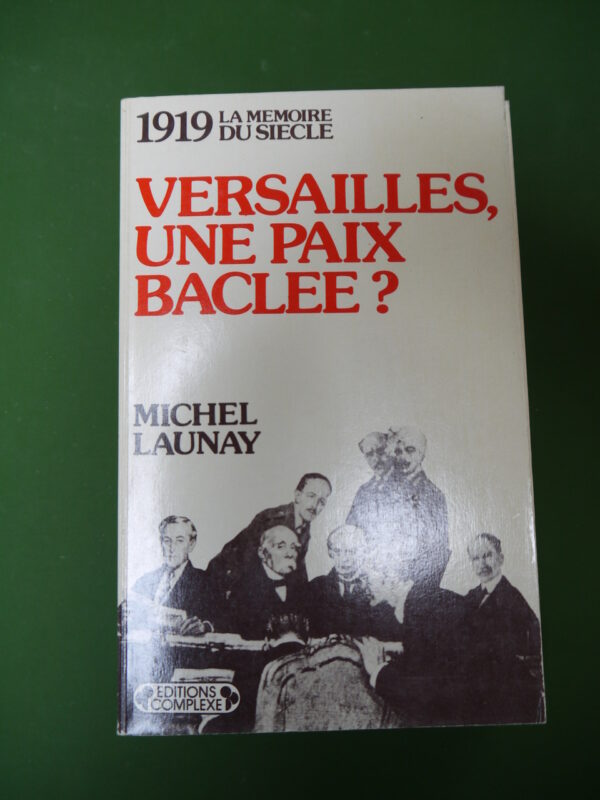 1919 LA MEMOIRE
DU SIECLE
VERSAILLES,
UNE PAIX
BACLEE ?
MICHEL
LAUNAY
EDITIONS
COMPLEXE